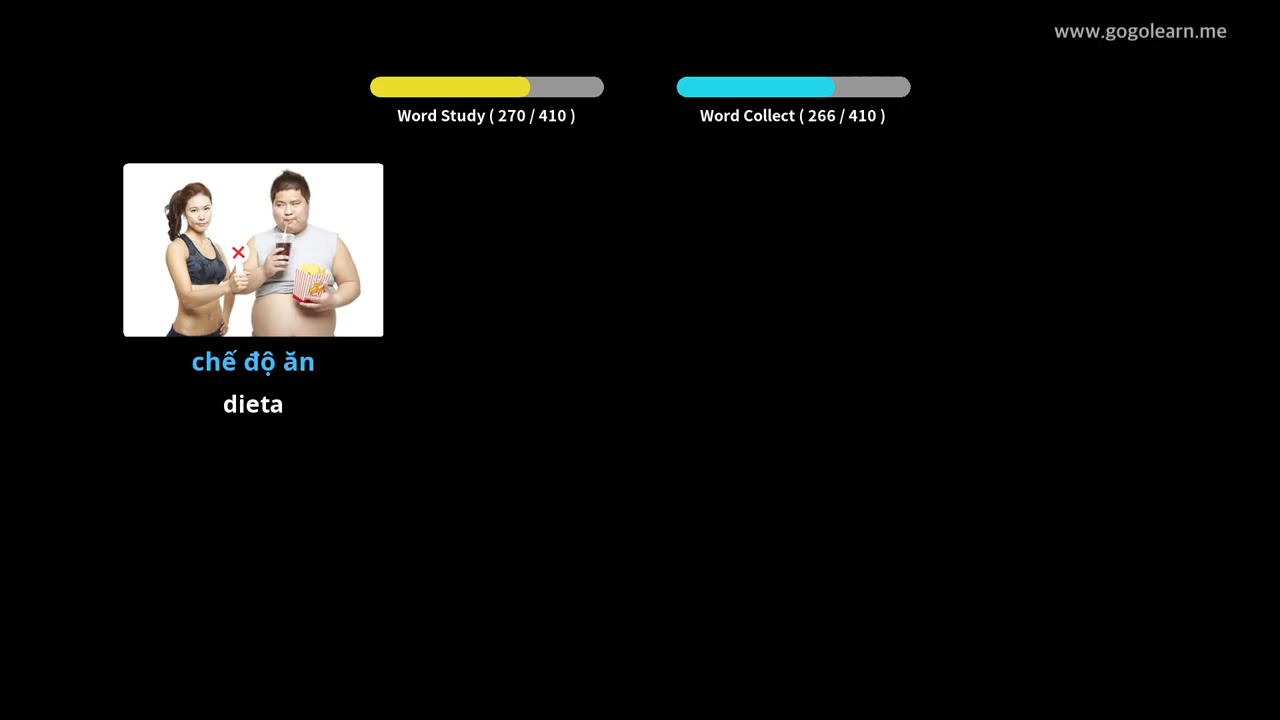 www.gogolearn.me
Word Study ( 270 / 410 )
Word Collect ( 266 / 410 )
chế độ ăn
dieta